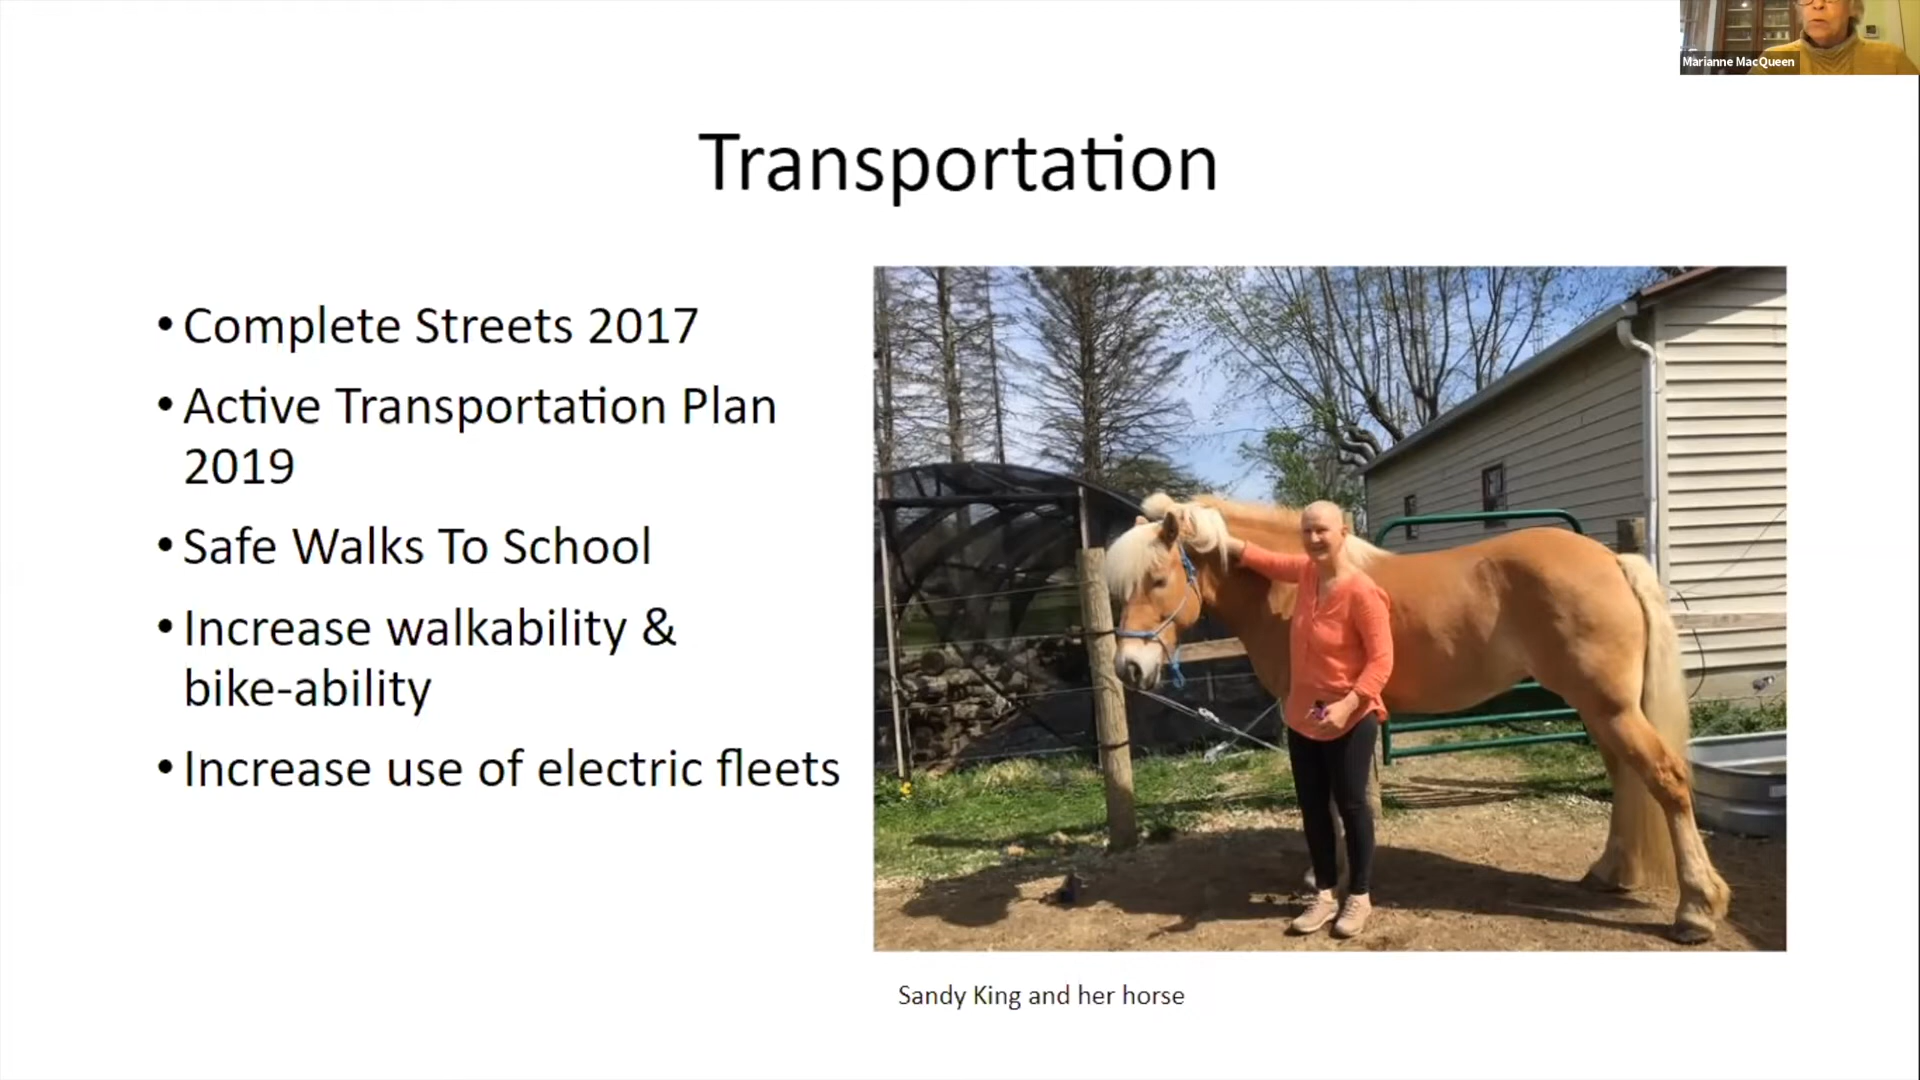 Marianne MacQueen
Transportation
• Complete Streets 2017
• Active Transportation Plan
2019
• Safe Walks To School
• Increase walkability &
bike-ability
• Increase use of electric fleets
Sandy King and her horse